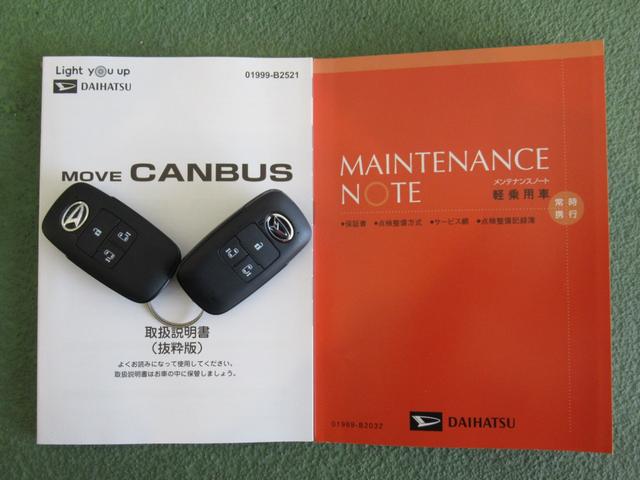 Light you up
DAIHATSU
01999-B2521
MOVE CANBUS
取扱説明書
（抜粋版）
よくお読みになって使用してください。
取扱説明書はお車の中に保管しましょう。
MAINTENANCE
NOTE
メンテナンスノート
軽乗用車
常時
携行
●保証書 ●点検整備方式 ●サービス網 ●点検整備記録簿
01989-B2032
DAIHATSU